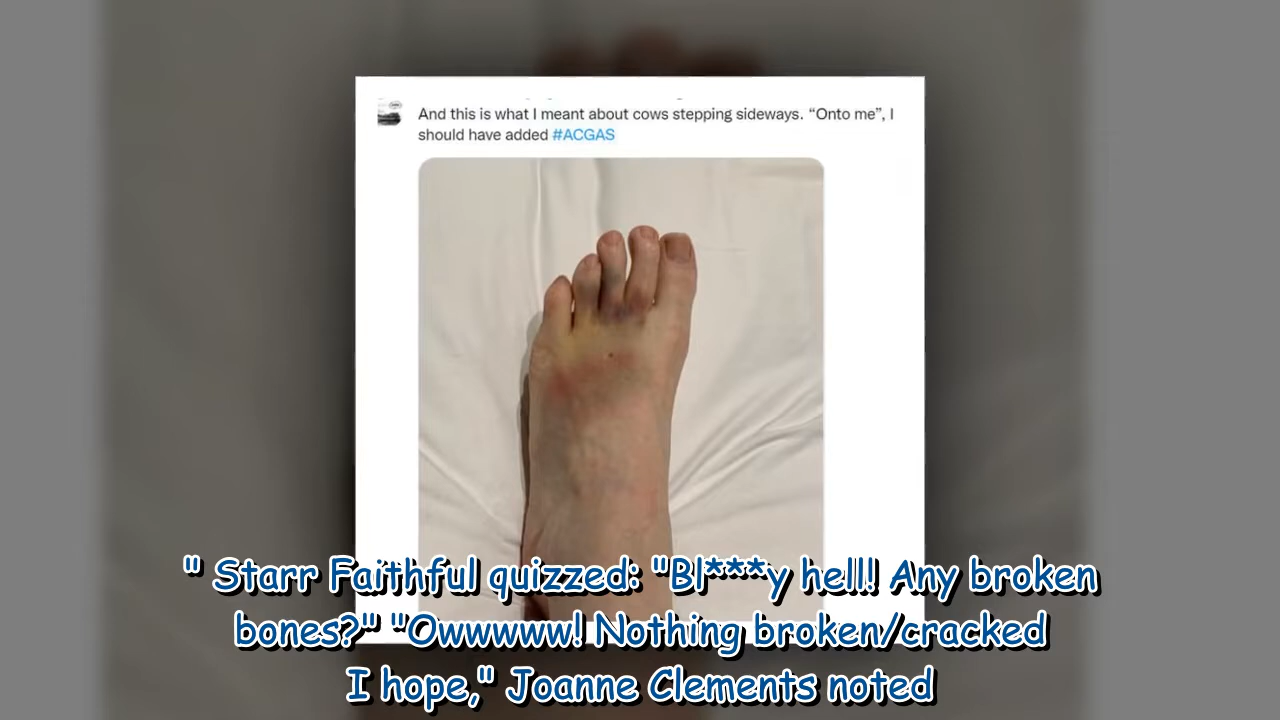 And this is what I meant about cows stepping sideways. “Onto me”, I
should have added #ACGAS
" Starr Faithful quizzed: "Bl***y hell! Any broken
bones?" "Owwwww! Nothing broken/cracked
I hope," Joanne Clements noted